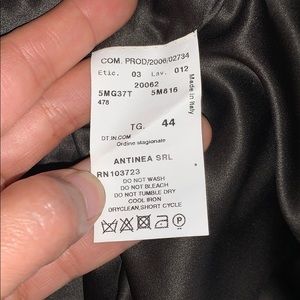 COM. PROD/2006/02734
Etic. 03 Lav. 012
20062
5MG37T 5M616
478
Made in Italy
TG. 44
DT.IN.COM
Ordine stagionale
ANTINEA SRL
RN103723
DO NOT WASH
DO NOT BLEACH
DO NOT TUMBLE DRY
COOL IRON
DRYCLEAN,SHORT CYCLE
P